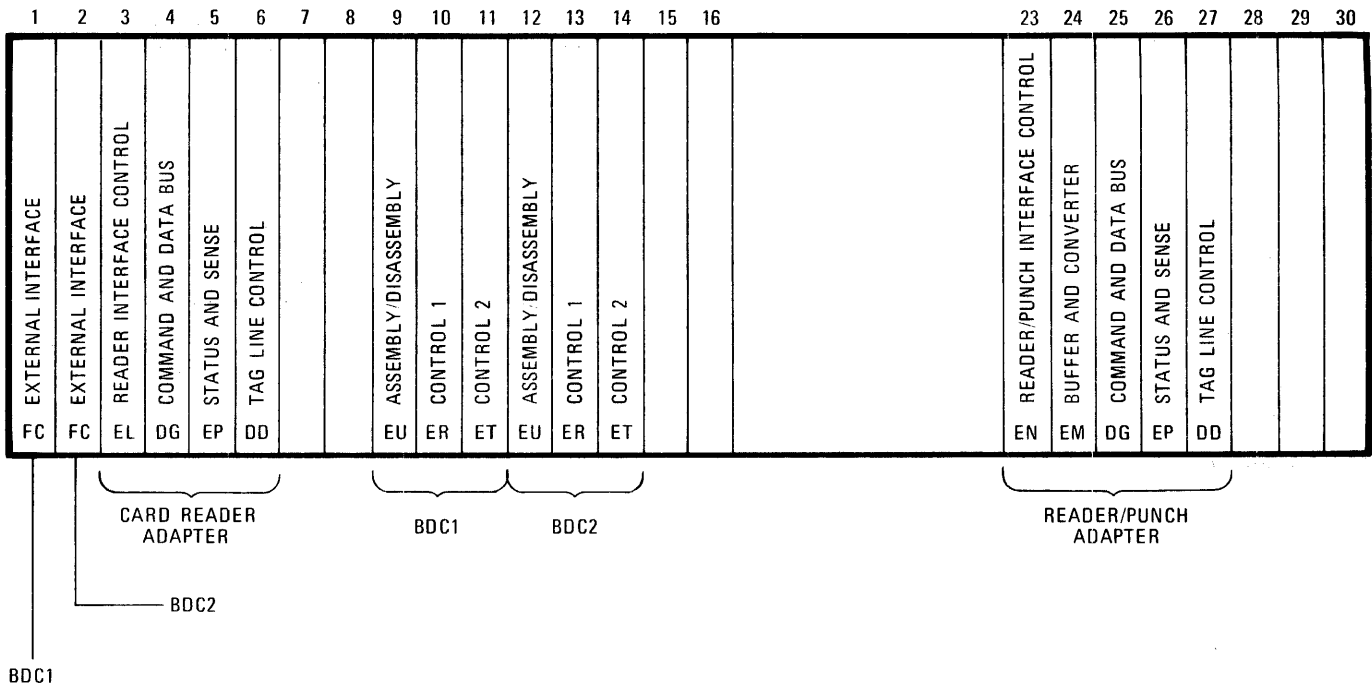 1 2 3 4 5 6 7 8 9 10 11 12 13 14 15 16 23 24 25 26 27 28 29 30
EXTERNAL INTERFACE
EXTERNAL INTERFACE
READER INTERFACE CONTROL
COMMAND AND DATA BUS
STATUS AND SENSE
TAG LINE CONTROL
ASSEMBLY/DISASSEMBLY
CONTROL 1
CONTROL 2
ASSEMBLY/DISASSEMBLY
CONTROL 1
CONTROL 2
READER/PUNCH INTERFACE CONTROL
BUFFER AND CONVERTER
COMMAND AND DATA BUS
STATUS AND SENSE
TAG LINE CONTROL
FC FC EL DG EP DD EU ER ET EU ER ET EN EM DG EP DD
CARD READER
ADAPTER
BDC1
BDC2
READER/PUNCH
ADAPTER
BDC2
BDC1